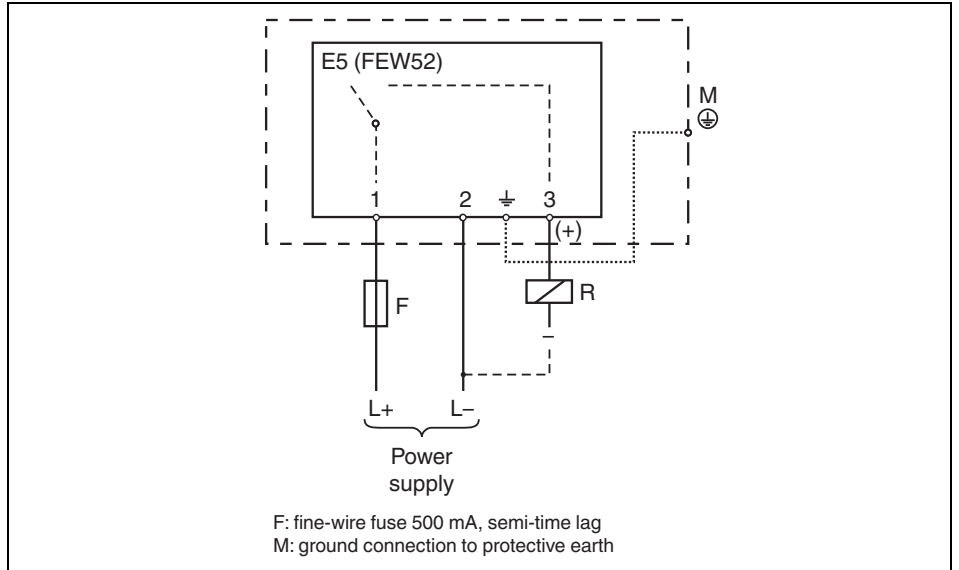 E5 (FEW52)
M
1 2 3
(+)
F
R
–
L+ L–
Power
supply
F: fine-wire fuse 500 mA, semi-time lag
M: ground connection to protective earth